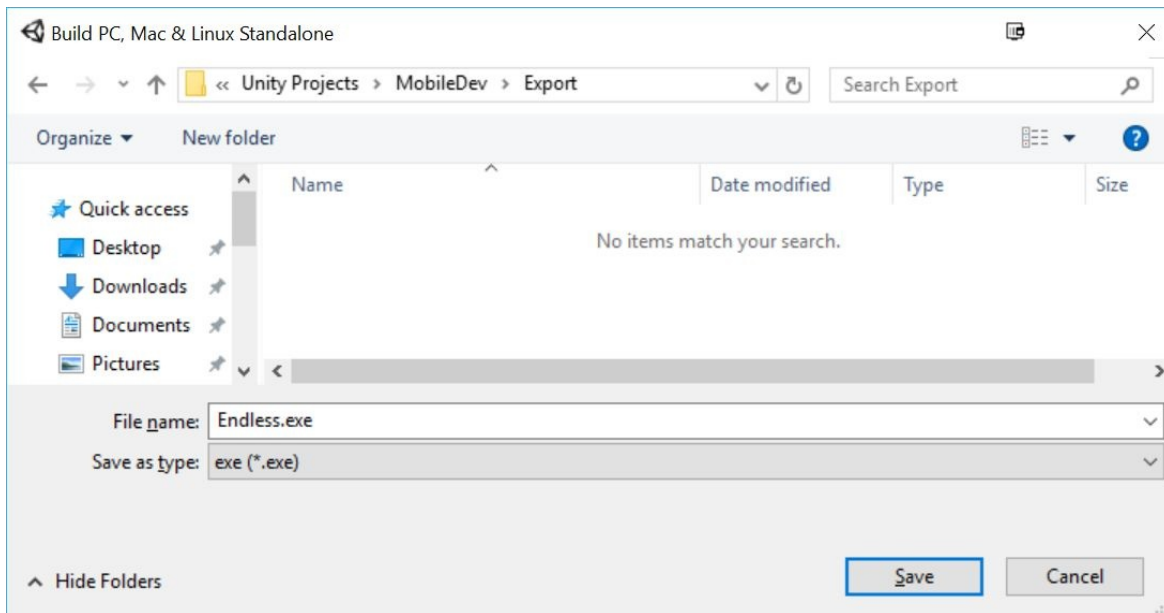 Build PC, Mac & Linux Standalone
« Unity Projects > MobileDev > Export
Search Export
Organize
New folder
Name
Date modified
Type
Size
Quick access
Desktop
Downloads
Documents
Pictures
No items match your search.
File name: Endless.exe
Save as type: exe (*.exe)
Hide Folders
Save
Cancel